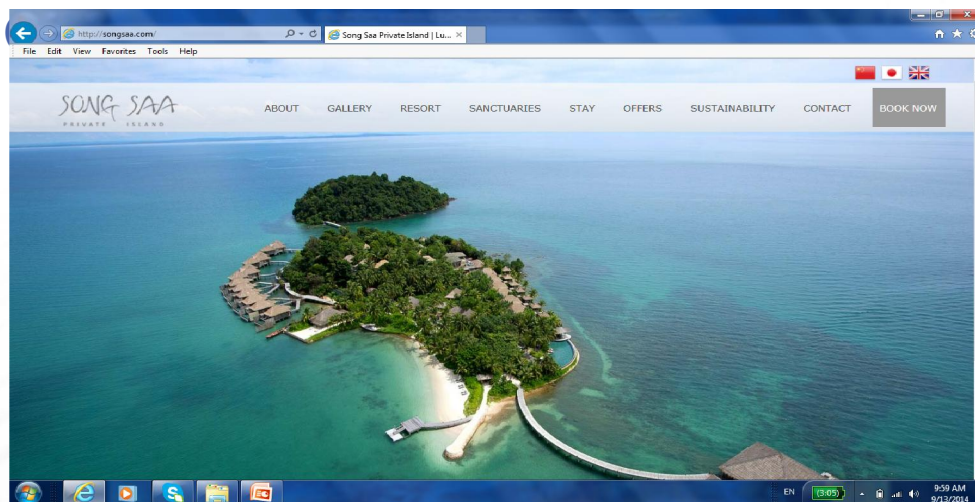 http://songsaa.com/
Song Saa Private Island | Lu...
File Edit View Favorites Tools Help
SONG SAA
PRIVATE ISLAND
ABOUT GALLERY RESORT SANCTUARIES STAY OFFERS SUSTAINABILITY CONTACT BOOK NOW
EN (3:05) 9:59 AM
9/13/2014